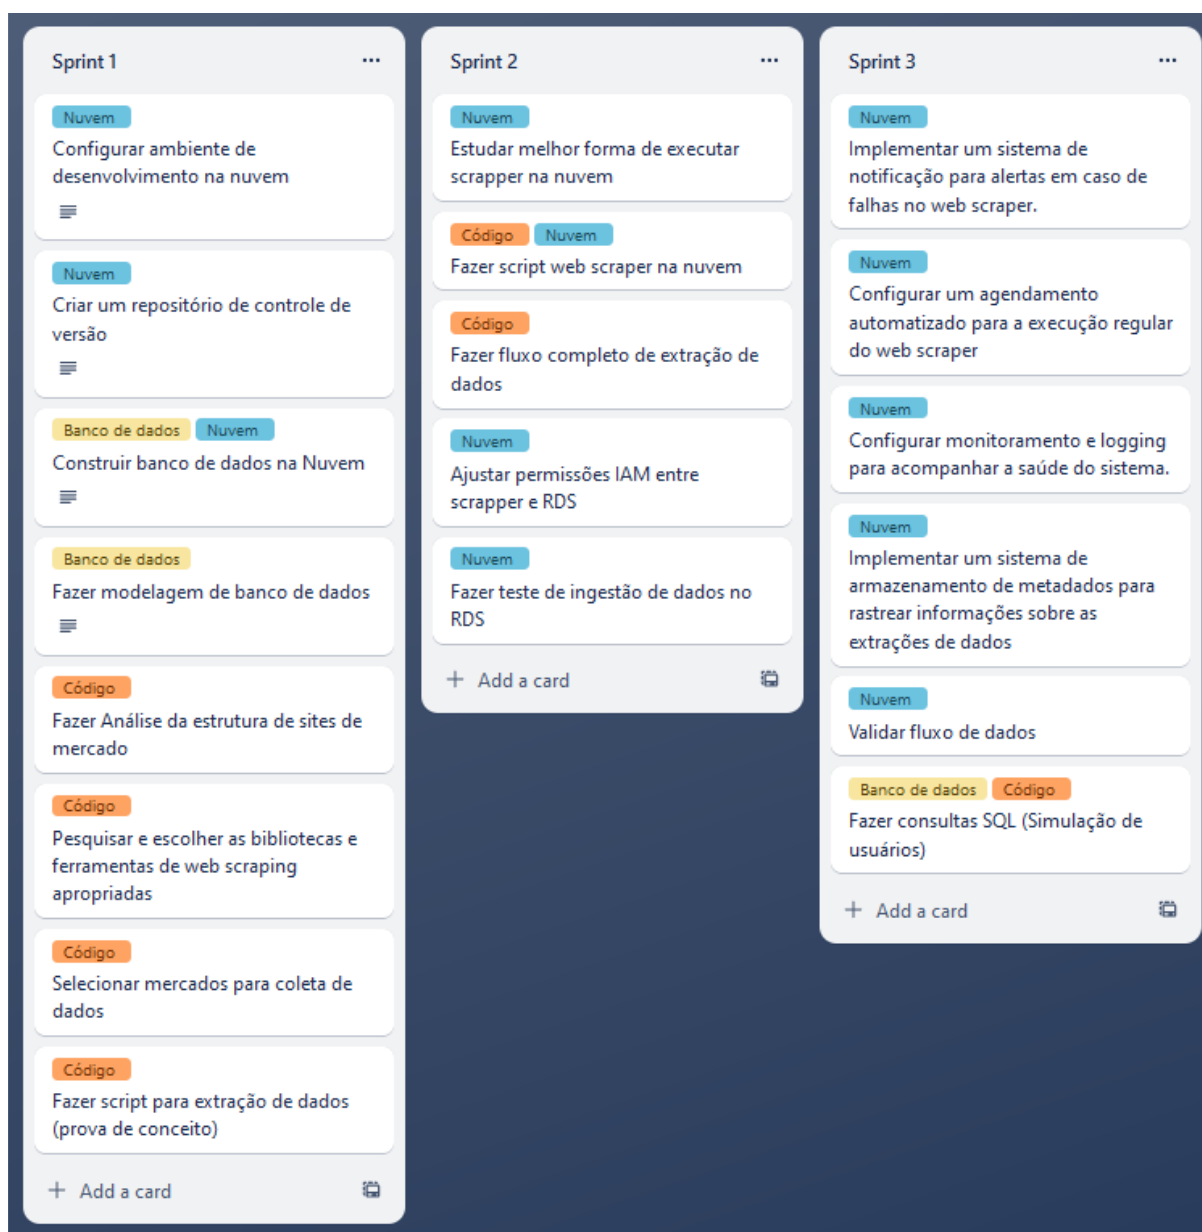 Sprint 1
Nuvem
Configurar ambiente de
desenvolvimento na nuvem
Nuvem
Criar um repositório de controle de
versão
Banco de dados Nuvem
Construir banco de dados na Nuvem
Banco de dados
Fazer modelagem de banco de dados
Código
Fazer Análise da estrutura de sites de
mercado
Código
Pesquisar e escolher as bibliotecas e
ferramentas de web scraping
apropriadas
Código
Selecionar mercados para coleta de
dados
Código
Fazer script para extração de dados
(prova de conceito)
+ Add a card
Sprint 2
Nuvem
Estudar melhor forma de executar
scrapper na nuvem
Código Nuvem
Fazer script web scraper na nuvem
Código
Fazer fluxo completo de extração de
dados
Nuvem
Ajustar permissões IAM entre
scrapper e RDS
Nuvem
Fazer teste de ingestão de dados no
RDS
+ Add a card
Sprint 3
Nuvem
Implementar um sistema de
notificação para alertas em caso de
falhas no web scraper.
Nuvem
Configurar um agendamento
automatizado para a execução regular
do web scraper
Nuvem
Configurar monitoramento e logging
para acompanhar a saúde do sistema.
Nuvem
Implementar um sistema de
armazenamento de metadados para
rastrear informações sobre as
extrações de dados
Nuvem
Validar fluxo de dados
Banco de dados Código
Fazer consultas SQL (Simulação de
usuários)
+ Add a card